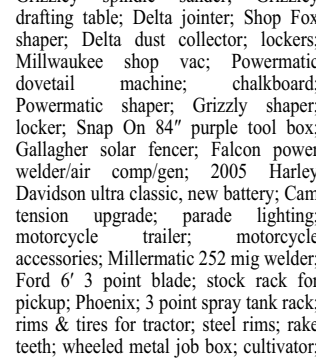 Grizzly spindle sander; Grizzly
drafting table; Delta jointer; Shop Fox
shaper; Delta dust collector; lockers;
Millwaukee shop vac; Powermatic
dovetail machine; chalkboard;
Powermatic shaper; Grizzly shaper;
locker; Snap On 84″ purple tool box;
Gallagher solar fencer; Falcon power
welder/air comp/gen; 2005 Harley
Davidson ultra classic, new battery; Cam
tension upgrade; parade lighting;
motorcycle trailer; motorcycle
accessories; Millermatic 252 mig welder;
Ford 6′ 3 point blade; stock rack for
pickup; Phoenix; 3 point spray tank rack;
rims & tires for tractor; steel rims; rake
teeth; wheeled metal job box; cultivator;